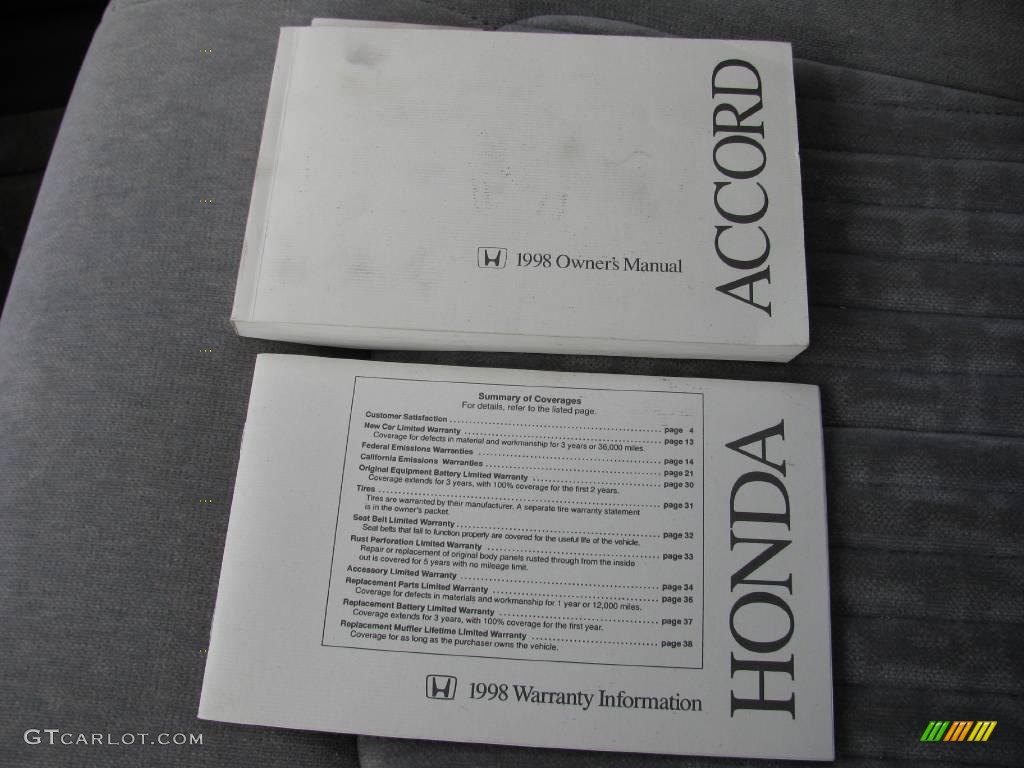 ACCORD
1998 Owner's Manual
Summary of Coverages
For details, refer to the listed page.
Customer Satisfaction ........ page 4
New Car Limited Warranty ........ page 13
Coverage for defects in material and workmanship for 3 years or 36,000 miles.
Federal Emissions Warranties ........ page 14
California Emissions Warranties ........ page 21
Original Equipment Battery Limited Warranty ........ page 30
Coverage extends for 3 years, with 100% coverage for the first 2 years.
Tires ........ page 31
Tires are warranted by their manufacturer. A separate tire warranty statement
is in the owner's packet.
Seat Belt Limited Warranty ........ page 32
Seat belts that fail to function properly are covered for the useful life of the vehicle.
Rust Perforation Limited Warranty ........ page 33
Repair or replacement of original body panels rusted through from the inside
out is covered for 5 years with no mileage limit.
Accessory Limited Warranty ........ page 34
Replacement Parts Limited Warranty ........ page 36
Coverage for defects in materials and workmanship for 1 year or 12,000 miles.
Replacement Battery Limited Warranty ........ page 37
Coverage extends for 3 years, with 100% coverage for the first year.
Replacement Muffler Lifetime Limited Warranty ........ page 38
Coverage for as long as the purchaser owns the vehicle.
HONDA
1998 Warranty Information
GTCARLOT.COM